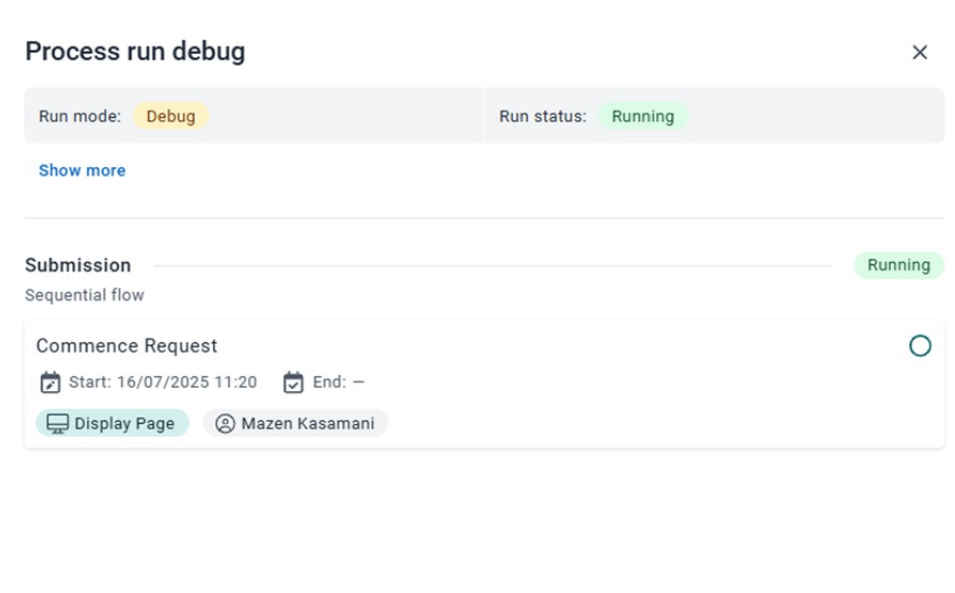 Process run debug
Run mode: Debug
Run status: Running
Show more
Submission
Running
Sequential flow
Commence Request
Start: 16/07/2025 11:20 End: —
Display Page Mazen Kasamani